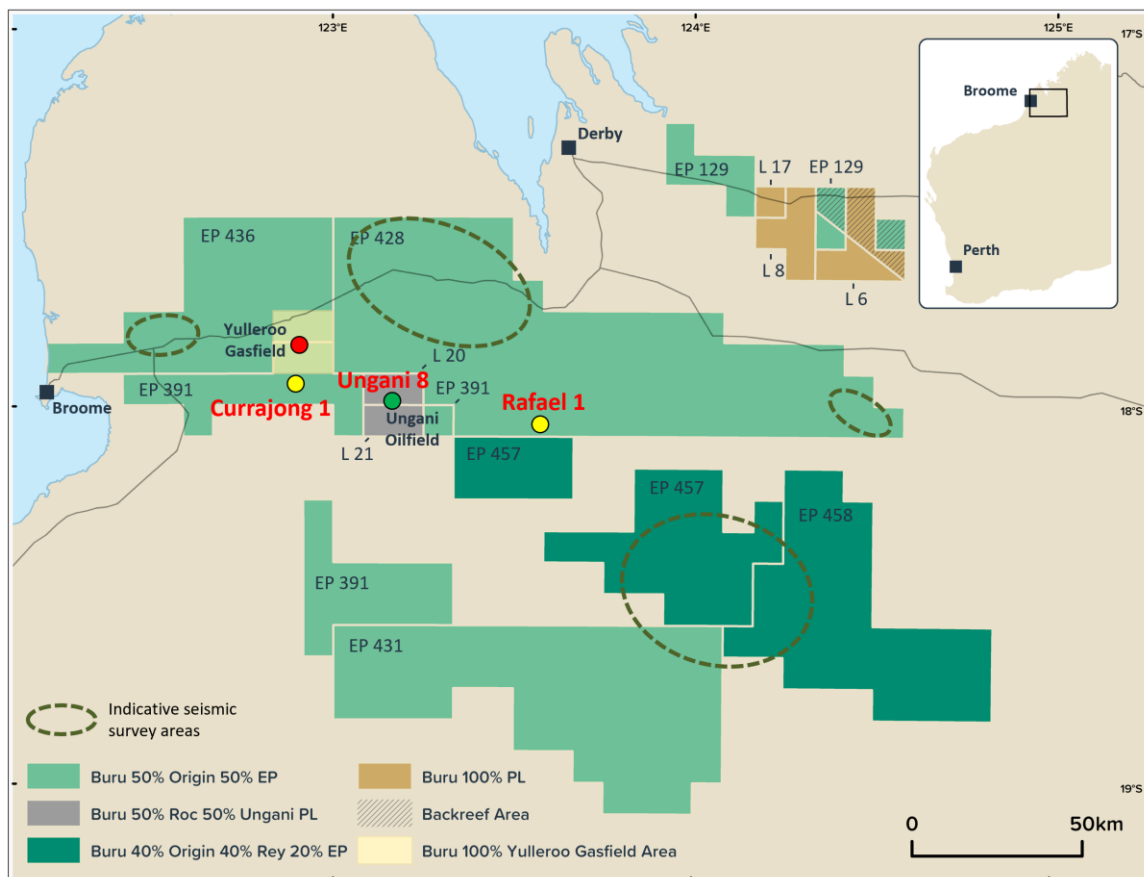 123°E
124°E
125°E
17°S
Broome
Perth
Derby
EP 129
L 17
EP 129
L 8
L 6
EP 436
EP 428
Yulleroo
Gasfield
L 20
EP 391
Ungani 8
EP 391
Broome
Currajong 1
Ungani
Oilfield
Rafael 1
18°S
L 21
EP 457
EP 457
EP 458
EP 391
EP 431
Indicative seismic
survey areas
Buru 50% Origin 50% EP
Buru 50% Roc 50% Ungani PL
Buru 40% Origin 40% Rey 20% EP
Buru 100% PL
Backreef Area
Buru 100% Yulleroo Gasfield Area
19°S
0
50km